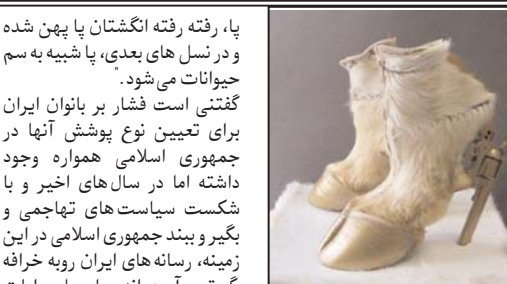 پا، رفته رفته انگشتان پا پهن شده
و در نسل های بعدی، پا شبیه به سم
حیوانات می شود."
گفتنی است فشار بر بانوان ایران
برای تعیین نوع پوشش آنها در
جمهوری اسلامی همواره وجود
داشته اما در سال های اخیر و با
شکست سیاست های تهاجمی و
بگیر و ببند جمهوری اسلامی در این
زمینه، رسانه های ایران رو به خرافه